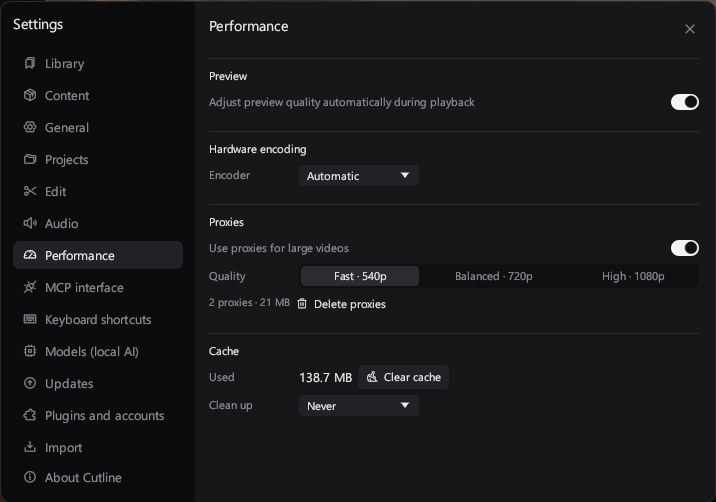 Settings
Library
Content
General
Projects
Edit
Audio
Performance
MCP interface
Keyboard shortcuts
Models (local AI)
Updates
Plugins and accounts
Import
About Cutline
Performance
Preview
Adjust preview quality automatically during playback
Hardware encoding
Encoder Automatic
Proxies
Use proxies for large videos
Quality Fast · 540p Balanced · 720p High · 1080p
2 proxies · 21 MB Delete proxies
Cache
Used 138.7 MB Clear cache
Clean up Never